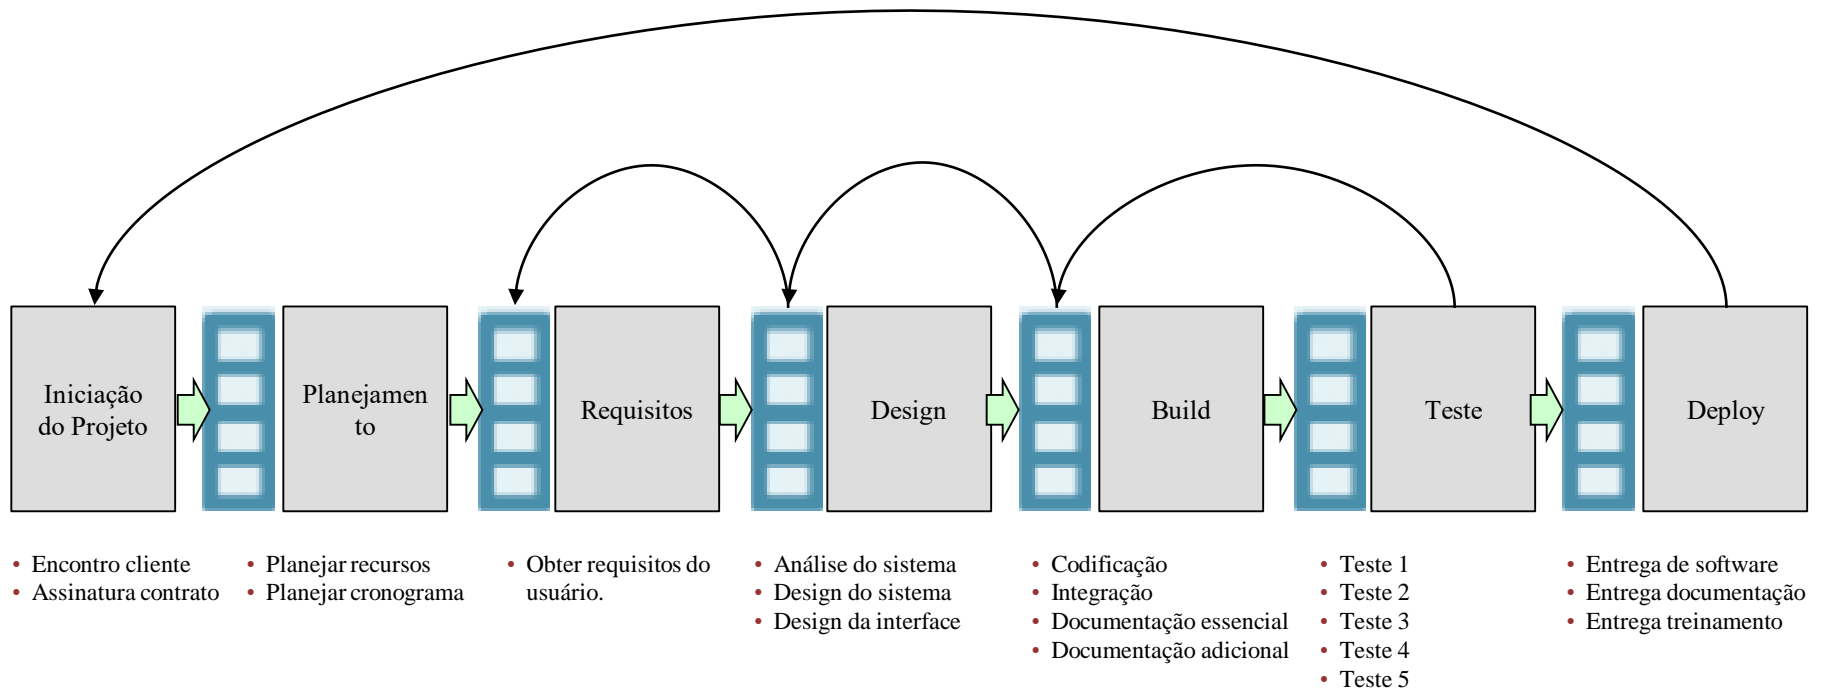 Iniciação
do Projeto
Planejamen
to
Requisitos
Design
Build
Teste
Deploy
• Encontro cliente
• Assinatura contrato
• Planejar recursos
• Planejar cronograma
• Obter requisitos do
usuário.
• Análise do sistema
• Design do sistema
• Design da interface
• Codificação
• Integração
• Documentação essencial
• Documentação adicional
• Teste 1
• Teste 2
• Teste 3
• Teste 4
• Teste 5
• Entrega de software
• Entrega documentação
• Entrega treinamento